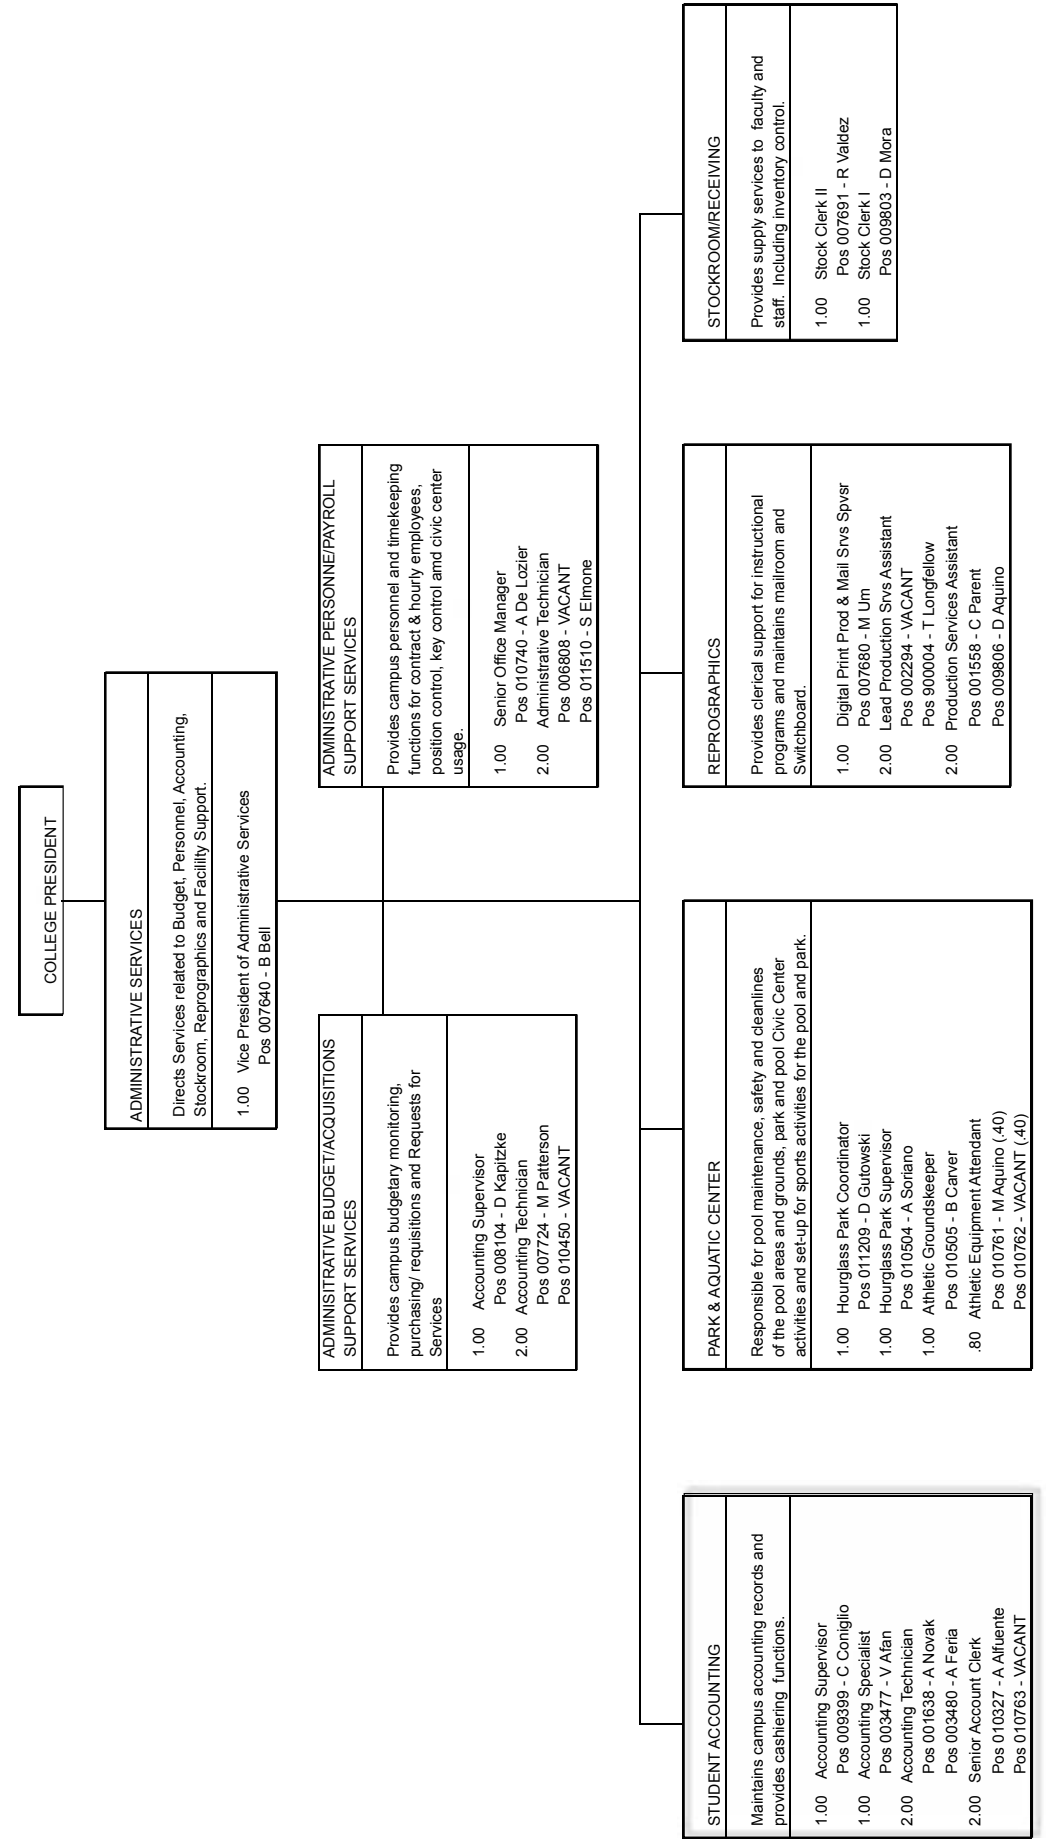 COLLEGE PRESIDENT
ADMINISTRATIVE SERVICES
Directs Services related to Budget, Personnel, Accounting,
Stockroom, Reprographics and Facility Support.
1.00 Vice President of Administrative Services
Pos 007640 - B Bell
ADMINISITRATIVE BUDGET/ACQUISITIONS
SUPPORT SERVICES
Provides campus budgetary monitoring,
purchasing/ requisitions and Requests for
Services
1.00 Accounting Supervisor
Pos 008104 - D Kapitzke
2.00 Accounting Technician
Pos 007724 - M Patterson
Pos 010450 - VACANT
ADMINISTRATIVE PERSONNE/PAYROLL
SUPPORT SERVICES
Provides campus personnel and timekeeping
functions for contract & hourly employees,
position control, key control amd civic center
usage.
1.00 Senior Office Manager
Pos 010740 - A De Lozier
2.00 Administrative Technician
Pos 006808 - VACANT
Pos 011510 - S Elmone
STUDENT ACCOUNTING
Maintains campus accounting records and
provides cashiering functions.
1.00 Accounting Supervisor
Pos 009399 - C Coniglio
1.00 Accounting Specialist
Pos 003477 - V Afan
2.00 Accounting Technician
Pos 001638 - A Novak
Pos 003480 - A Feria
2.00 Senior Account Clerk
Pos 010327 - A Alfuente
Pos 010763 - VACANT
PARK & AQUATIC CENTER
Responsible for pool maintenance, safety and cleanlines
of the pool areas and grounds, park and pool Civic Center
activities and set-up for sports activities for the pool and park.
1.00 Hourglass Park Coordinator
Pos 011209 - D Gutowski
1.00 Hourglass Park Supervisor
Pos 010504 - A Soriano
1.00 Athletic Groundskeeper
Pos 010505 - B Carver
.80 Athletic Equipment Attendant
Pos 010761 - M Aquino (.40)
Pos 010762 - VACANT (.40)
REPROGRAPHICS
Provides clerical support for instructional
programs and maintains mailroom and
Switchboard.
1.00 Digital Print Prod & Mail Srvs Spvsr
Pos 007680 - M Um
2.00 Lead Production Srvs Assistant
Pos 002294 - VACANT
Pos 900004 - T Longfellow
2.00 Production Services Assistant
Pos 001558 - C Parent
Pos 009806 - D Aquino
STOCKROOM/RECEIVING
Provides supply services to faculty and
staff. Including inventory control.
1.00 Stock Clerk II
Pos 007691 - R Valdez
1.00 Stock Clerk I
Pos 009803 - D Mora